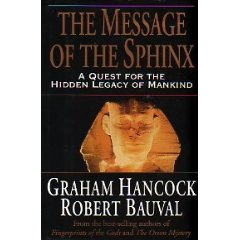 THE MESSAGE
OF THE SPHINX
A QUEST FOR THE
HIDDEN LEGACY OF MANKIND
GRAHAM HANCOCK
ROBERT BAUVAL
From the best-selling authors of
Fingerprints of the Gods and The Orion Mystery